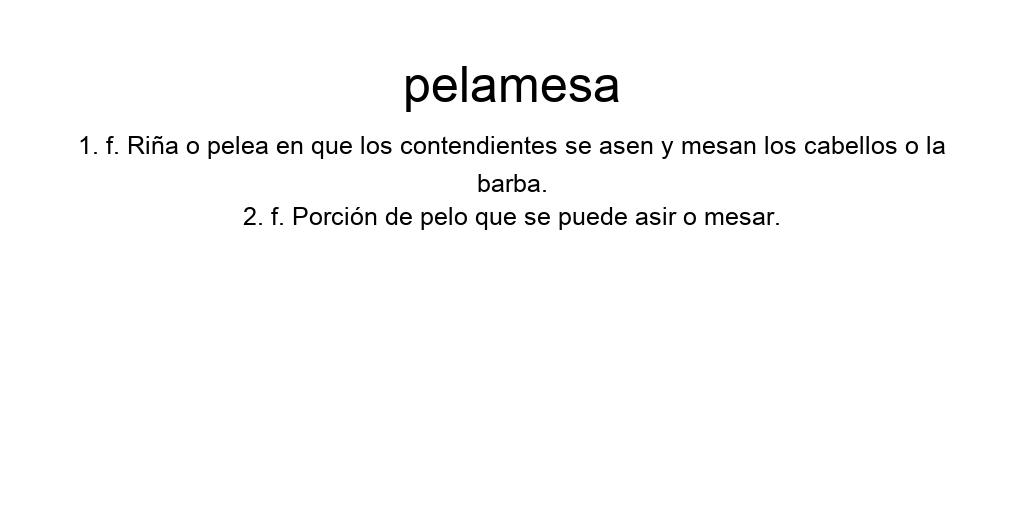 pelamesa
1. f. Riña o pelea en que los contendientes se asen y mesan los cabellos o la
barba.
2. f. Porción de pelo que se puede asir o mesar.